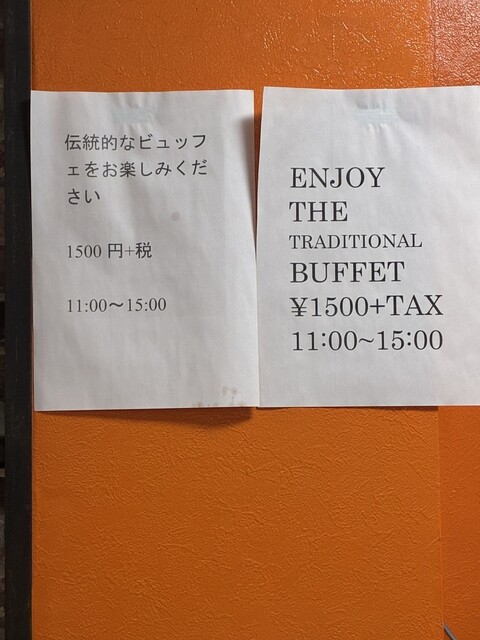 伝統的なビュッフ
ェをお楽しみくだ
さい
1500 円+税
11:00～15:00
ENJOY
THE
TRADITIONAL
BUFFET
¥1500+TAX
11:00~15:00